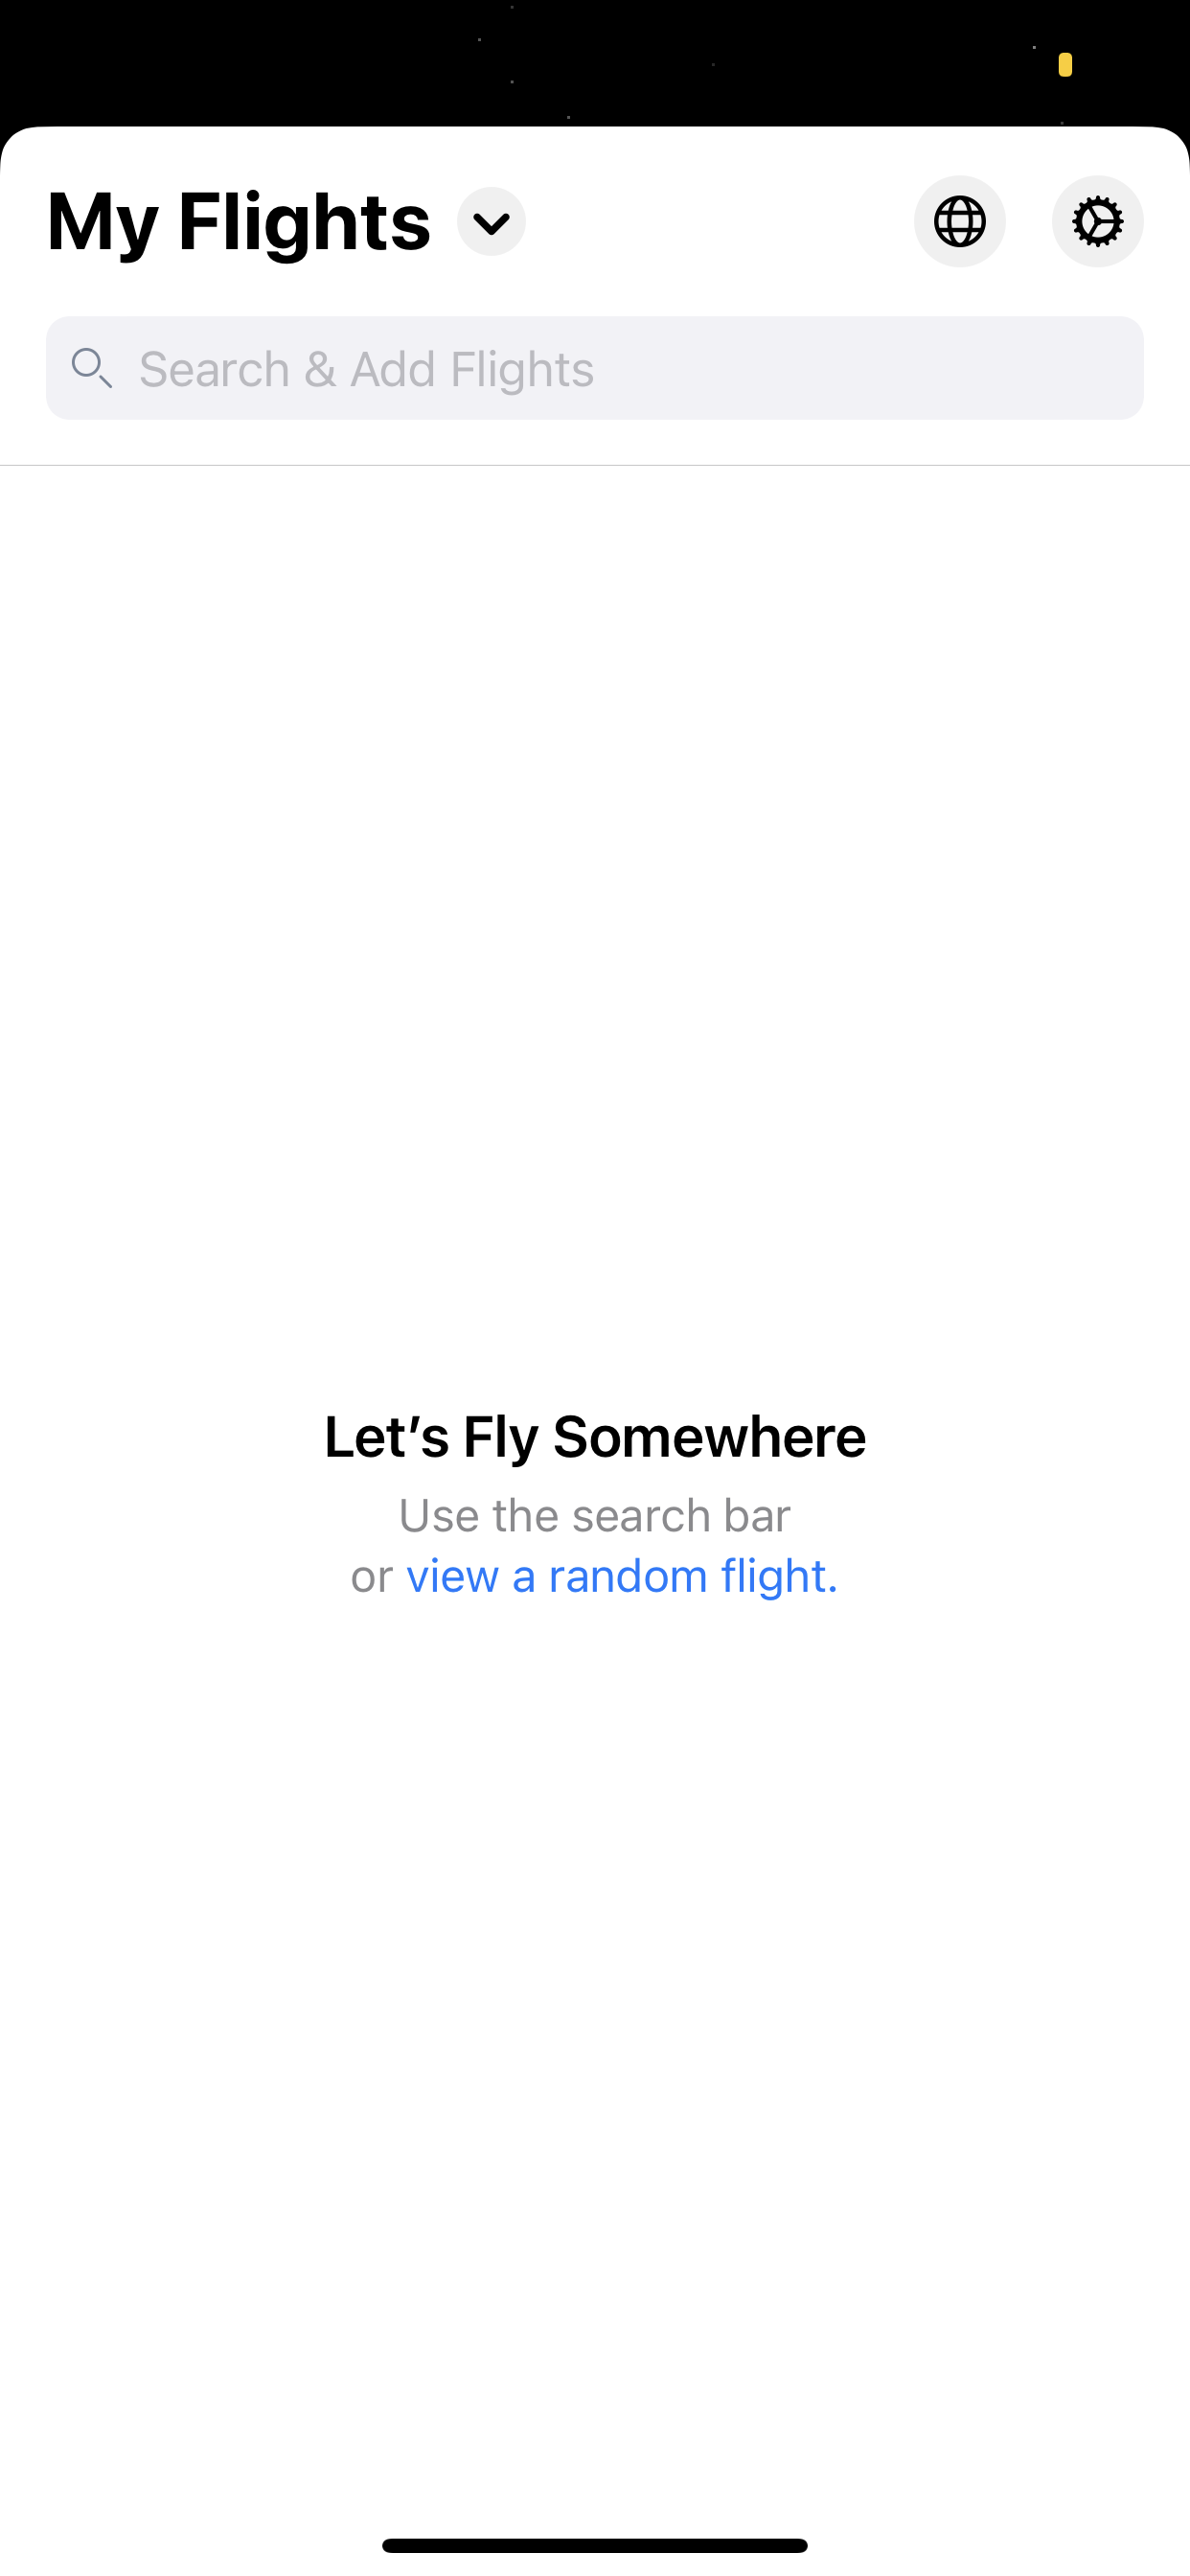 My Flights
Search & Add Flights
Let’s Fly Somewhere
Use the search bar
or view a random flight.